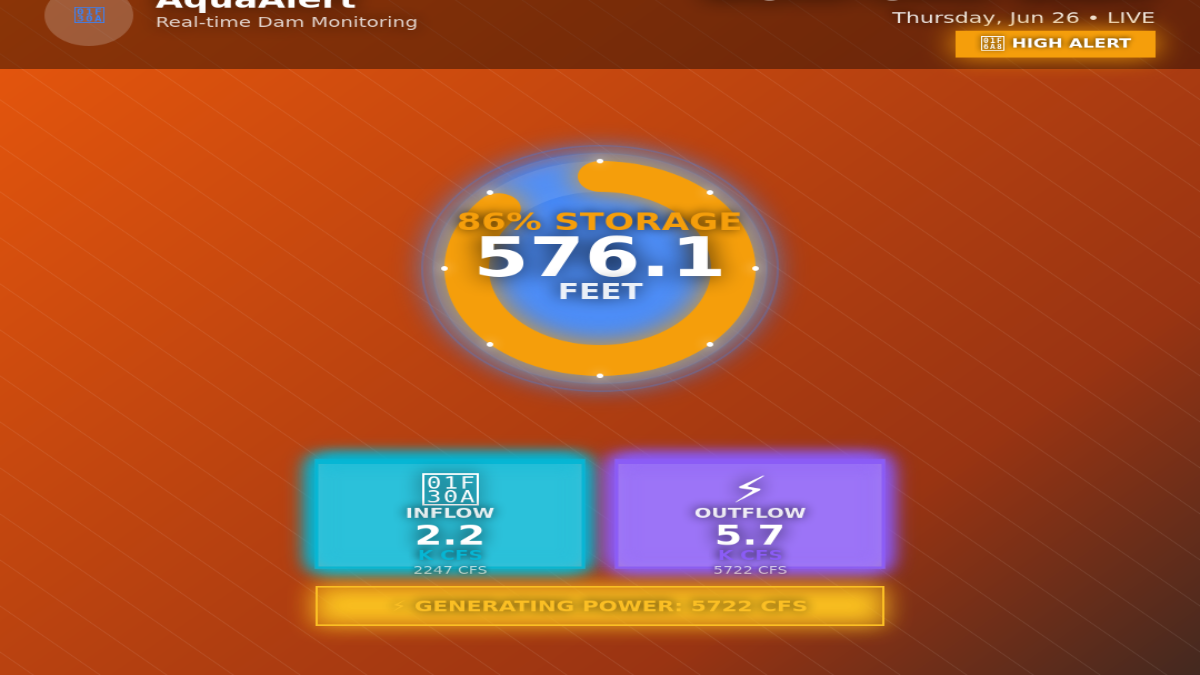 AquaAlert
Real-time Dam Monitoring
Thursday, Jun 26 • LIVE
HIGH ALERT
86% STORAGE
576.1
FEET
INFLOW
2.2
K CFS
2247 CFS
⚡
OUTFLOW
5.7
K CFS
5722 CFS
⚡ GENERATING POWER: 5722 CFS